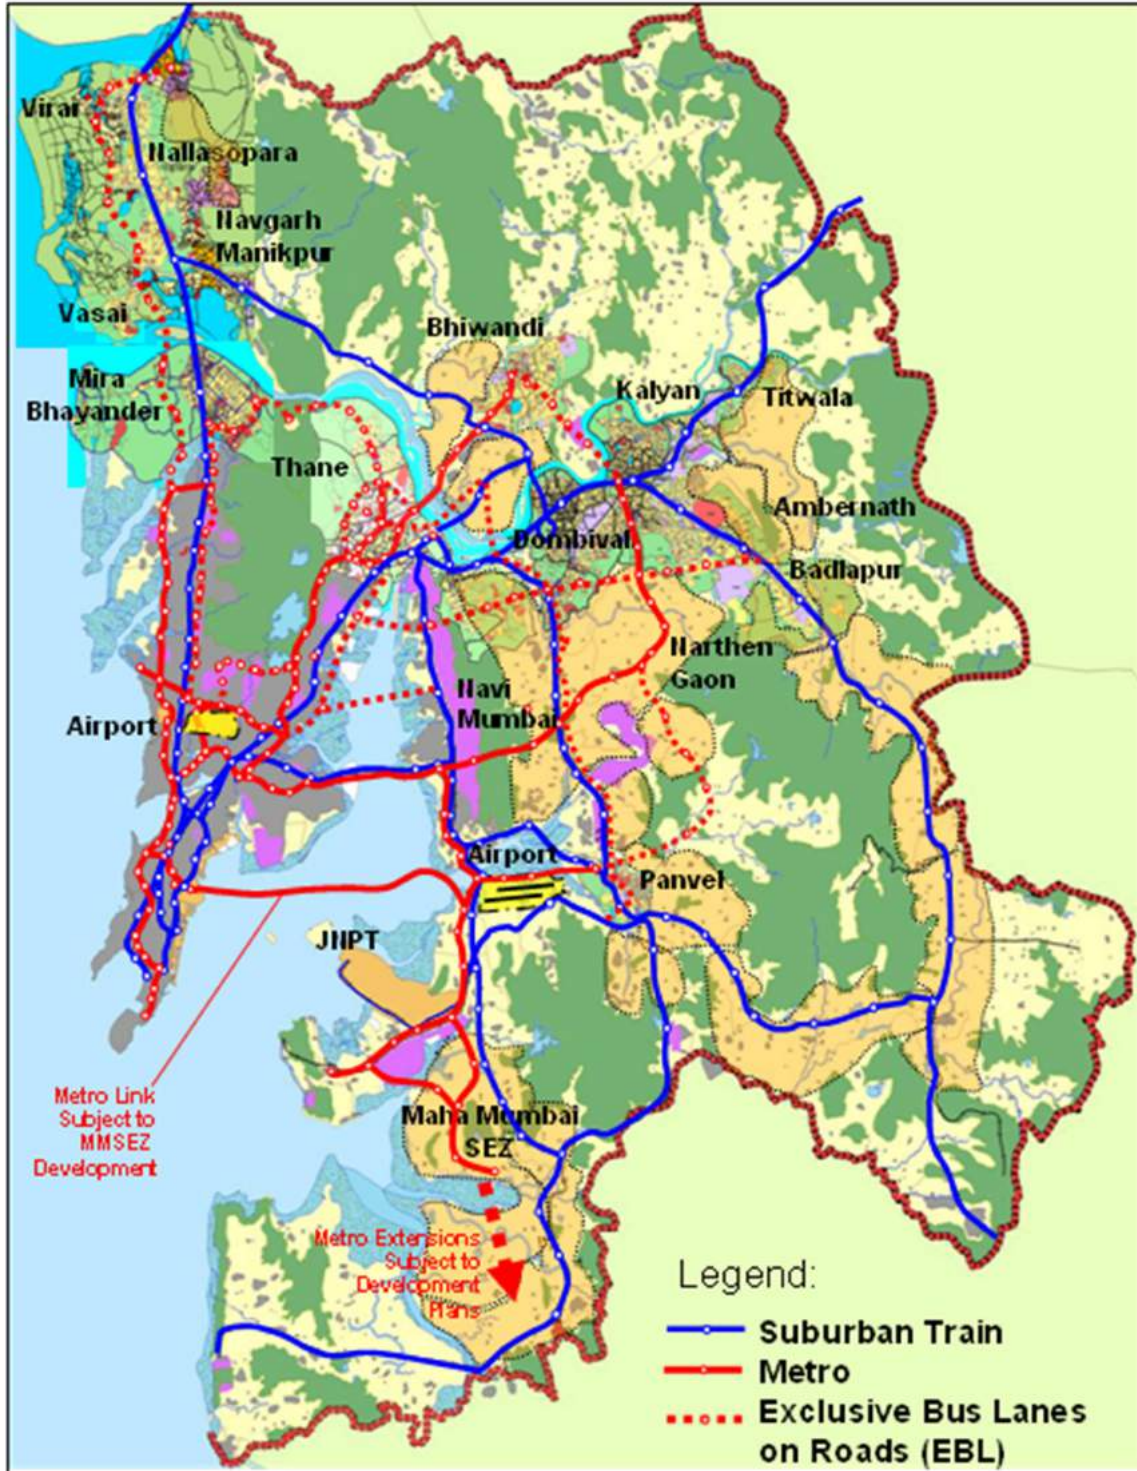 Virar
Nallasopara
Navgarh
Manikpur
Vasai
Bhiwandi
Mira
Bhayander
Kalyan
Titwala
Thane
Ambernath
Dombival
Badlapur
Narthen
Gaon
Navi
Mumbai
Airport
Airport
Panvel
JNPT
Metro Link
Subject to
MMSEZ
Development
Maha Mumbai
SEZ
Metro Extensions
Subject to
Development
Plans
Legend:
Suburban Train
Metro
Exclusive Bus Lanes
on Roads (EBL)